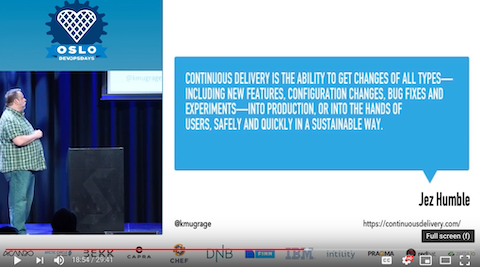 OSLO
DEVOPSDAYS
@kmugrage
CONTINUOUS DELIVERY IS THE ABILITY TO GET CHANGES OF ALL TYPES—
INCLUDING NEW FEATURES, CONFIGURATION CHANGES, BUG FIXES AND
EXPERIMENTS—INTO PRODUCTION, OR INTO THE HANDS OF
USERS, SAFELY AND QUICKLY IN A SUSTAINABLE WAY.
Jez Humble
@kmugrage
https://continuousdelivery.com/
Full screen (f)
BEKK
CAPRA
CHEF
DNB
FINN
IBM
intility
PRAGMA
18:54 / 29:41